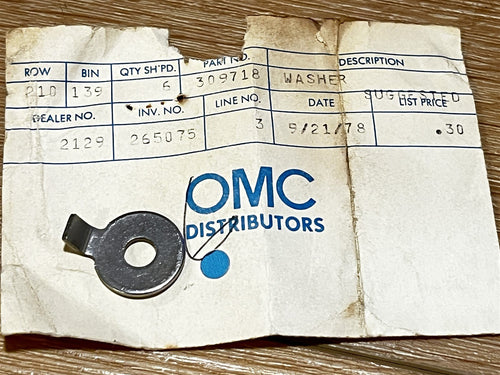 ROW BIN QTY SH'PD. PART NO. DESCRIPTION
210 139 5 309718 WASHER
DEALER NO. INV. NO. LINE NO. DATE SUGGESTED LIST PRICE
2129 265075 3 9/21/78 .30
OMC
DISTRIBUTORS